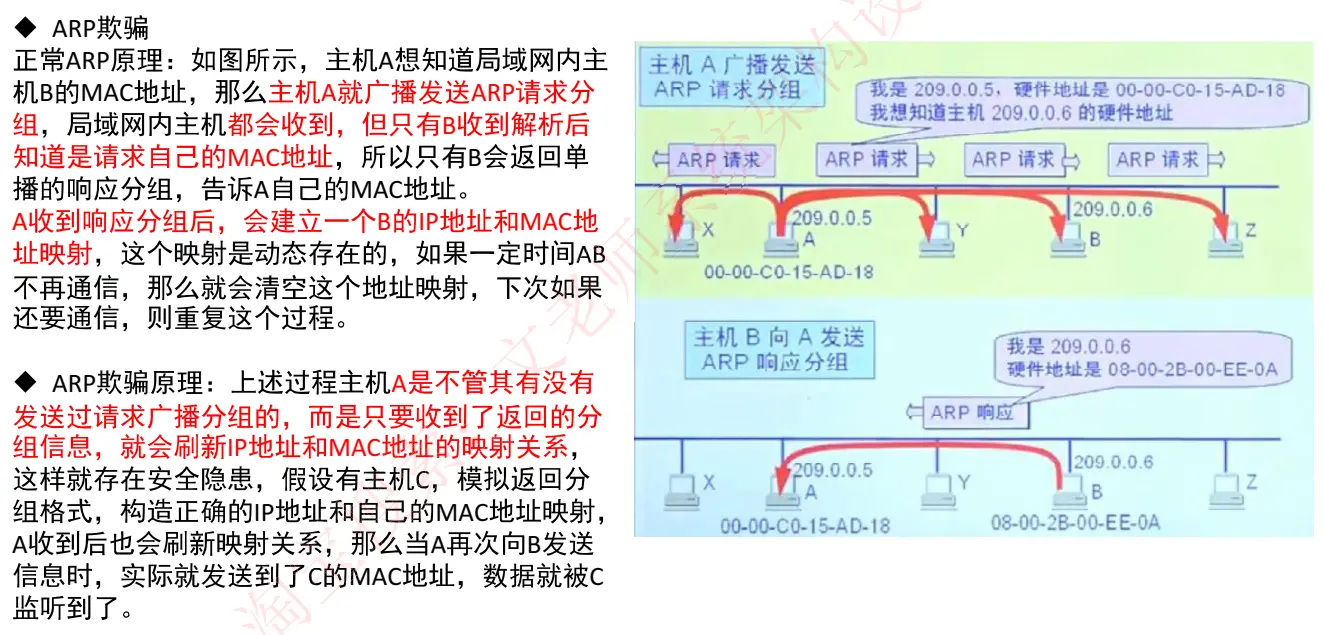 ◆ ARP欺骗
正常ARP原理：如图所示，主机A想知道局域网内主
机B的MAC地址，那么主机A就广播发送ARP请求分
组，局域网内主机都会收到，但只有B收到解析后
知道是请求自己的MAC地址，所以只有B会返回单
播的响应分组，告诉A自己的MAC地址。
A收到响应分组后，会建立一个B的IP地址和MAC地
址映射，这个映射是动态存在的，如果一定时间AB
不再通信，那么就会清空这个地址映射，下次如果
还要通信，则重复这个过程。
◆ ARP欺骗原理：上述过程主机A是不管其有没有
发送过请求广播分组的，而是只要收到了返回的分
组信息，就会刷新IP地址和MAC地址的映射关系，
这样就存在安全隐患，假设有主机C，模拟返回分
组格式，构造正确的IP地址和自己的MAC地址映射，
A收到后也会刷新映射关系，那么当A再次向B发送
信息时，实际就发送到了C的MAC地址，数据就被C
监听到了。
主机 A 广播发送
ARP 请求分组
我是 209.0.0.5，硬件地址是 00-00-C0-15-AD-18
我想知道主机 209.0.0.6 的硬件地址
ARP 请求
ARP 请求
ARP 请求
ARP 请求
X
209.0.0.5
A
Y
209.0.0.6
B
Z
00-00-C0-15-AD-18
主机 B 向 A 发送
ARP 响应分组
我是 209.0.0.6
硬件地址是 08-00-2B-00-EE-0A
ARP 响应
X
209.0.0.5
A
Y
209.0.0.6
B
Z
00-00-C0-15-AD-18
08-00-2B-00-EE-0A